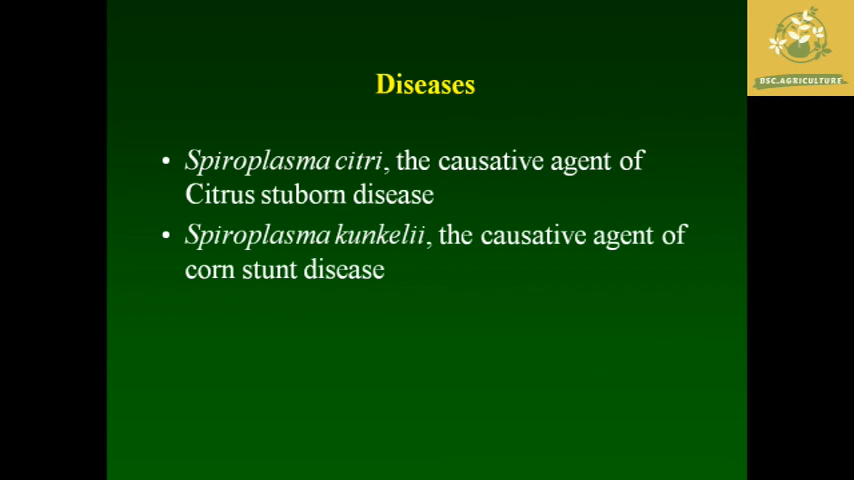 Diseases
DSC.AGRICULTURE
• Spiroplasma citri, the causative agent of
Citrus stuborn disease
• Spiroplasma kunkelii, the causative agent of
corn stunt disease